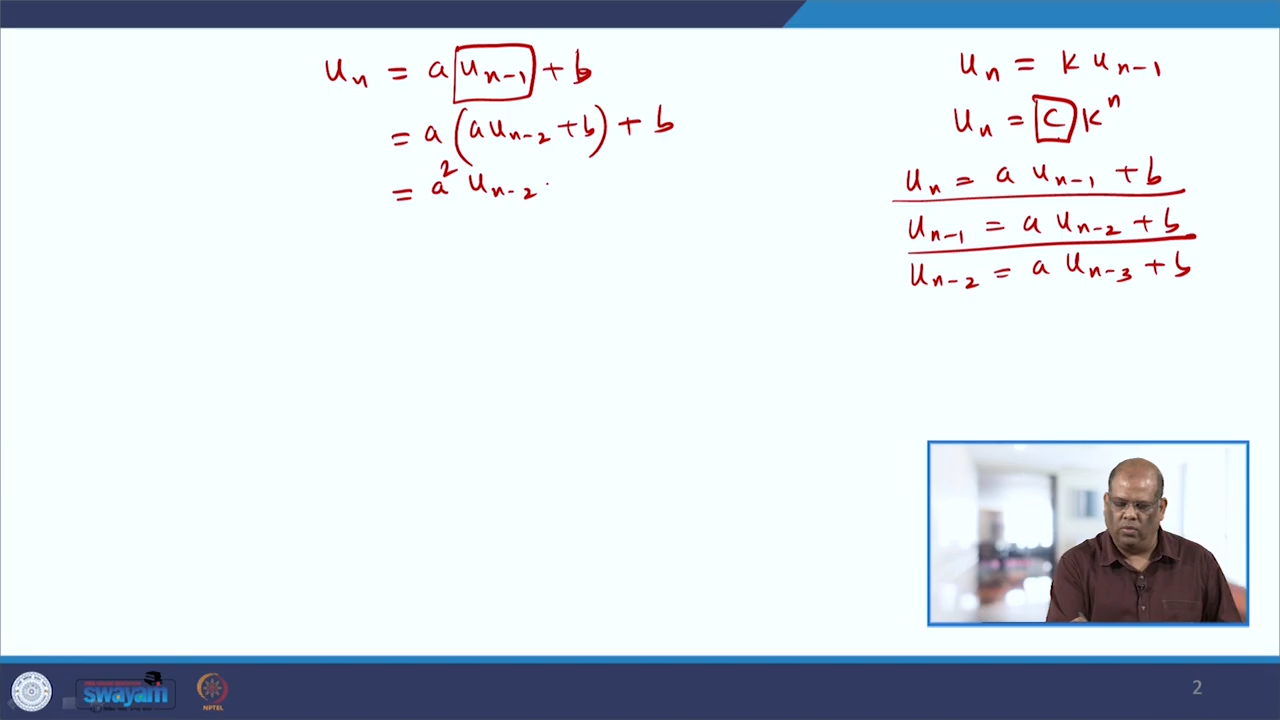 uₙ = a uₙ₋₁ + b
= a (a uₙ₋₂ + b) + b
= a² uₙ₋₂
uₙ = k uₙ₋₁
uₙ = c kⁿ
uₙ = a uₙ₋₁ + b
uₙ₋₁ = a uₙ₋₂ + b
uₙ₋₂ = a uₙ₋₃ + b
swayam
NPTEL
2